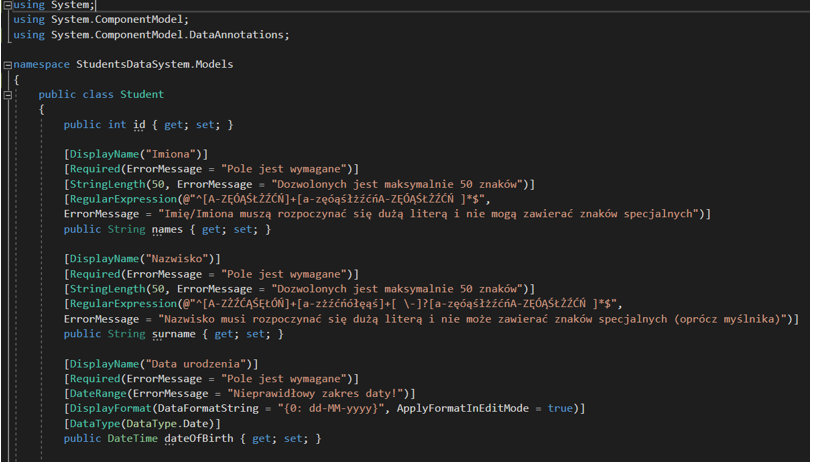 using System;
using System.ComponentModel;
using System.ComponentModel.DataAnnotations;
namespace StudentsDataSystem.Models
{
public class Student
{
public int id { get; set; }
[DisplayName("Imiona")]
[Required(ErrorMessage = "Pole jest wymagane")]
[StringLength(50, ErrorMessage = "Dozwolonych jest maksymalnie 50 znaków")]
[RegularExpression(@"^[A-ZĘÓĄŚŁŻŹĆŃ]+[a-zęóąśłżźćńA-ZĘÓĄŚŁŻŹĆŃ ]*$",
ErrorMessage = "Imię/Imiona muszą rozpoczynać się dużą literą i nie mogą zawierać znaków specjalnych")]
public String names { get; set; }
[DisplayName("Nazwisko")]
[Required(ErrorMessage = "Pole jest wymagane")]
[StringLength(50, ErrorMessage = "Dozwolonych jest maksymalnie 50 znaków")]
[RegularExpression(@"^[A-ZŻŹĆĄŚĘŁÓŃ]+[a-zżźćńółęąś]+[ \-]?[a-zęóąśłżźćńA-ZĘÓĄŚŁŻŹĆŃ ]*$",
ErrorMessage = "Nazwisko musi rozpoczynać się dużą literą i nie może zawierać znaków specjalnych (oprócz myślnika)")]
public String surname { get; set; }
[DisplayName("Data urodzenia")]
[Required(ErrorMessage = "Pole jest wymagane")]
[DateRange(ErrorMessage = "Nieprawidłowy zakres daty!")]
[DisplayFormat(DataFormatString = "{0: dd-MM-yyyy}", ApplyFormatInEditMode = true)]
[DataType(DataType.Date)]
public DateTime dateOfBirth { get; set; }